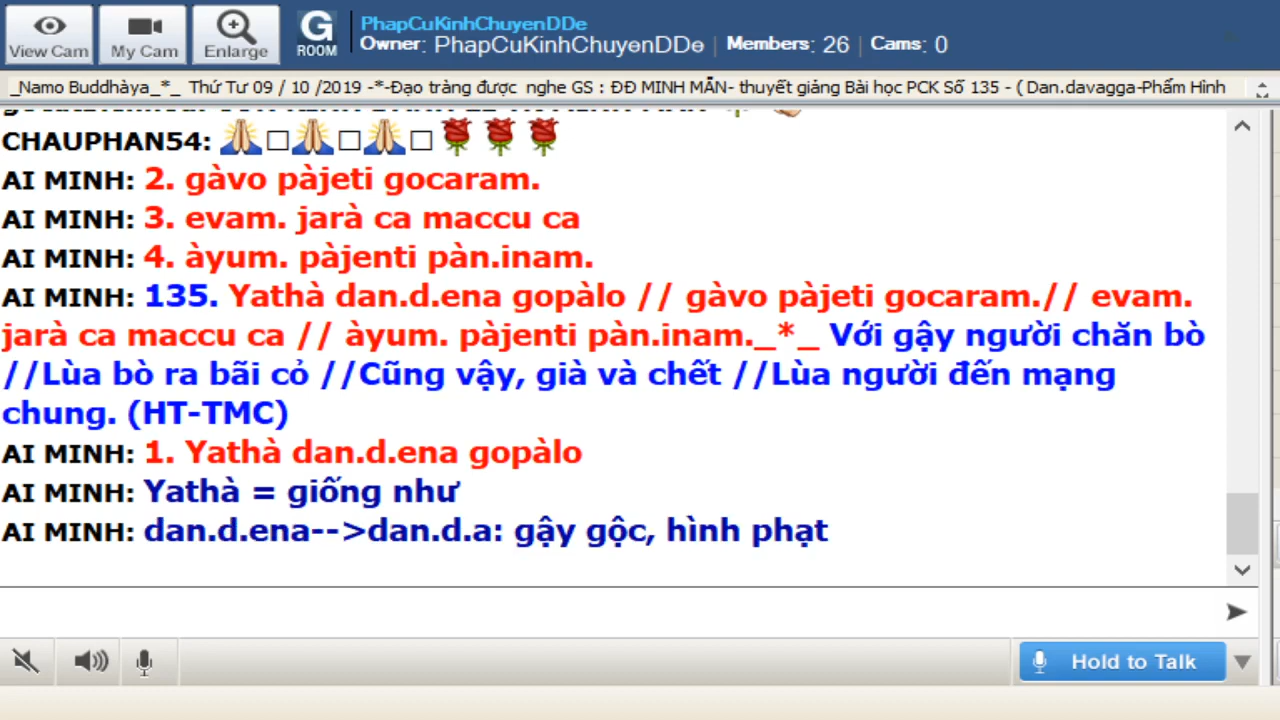 PhapCuKinhChuyenDDe
Owner: PhapCuKinhChuyenDDe | Members: 26 | Cams: 0
View Cam
My Cam
Enlarge
G
ROOM
_Namo Buddhàya_*_ Thứ Tư 09 / 10 /2019 -*-Đạo tràng được nghe GS : ĐĐ MINH MẪN- thuyết giảng Bài học PCK Số 135 - ( Dan.davagga-Phẩm Hình
CHAUPHAN54: 🙏□🙏□🙏□🌹🌹🌹
AI MINH: 2. gàvo pàjeti gocaram.
AI MINH: 3. evam. jarà ca maccu ca
AI MINH: 4. àyum. pàjenti pàn.inam.
AI MINH: 135. Yathà dan.d.ena gopàlo // gàvo pàjeti gocaram.// evam.
jarà ca maccu ca // àyum. pàjenti pàn.inam._*_ Với gậy người chăn bò
//Lùa bò ra bãi cỏ //Cũng vậy, già và chết //Lùa người đến mạng
chung. (HT-TMC)
AI MINH: 1. Yathà dan.d.ena gopàlo
AI MINH: Yathà = giống như
AI MINH: dan.d.ena-->dan.d.a: gậy gộc, hình phạt
Hold to Talk